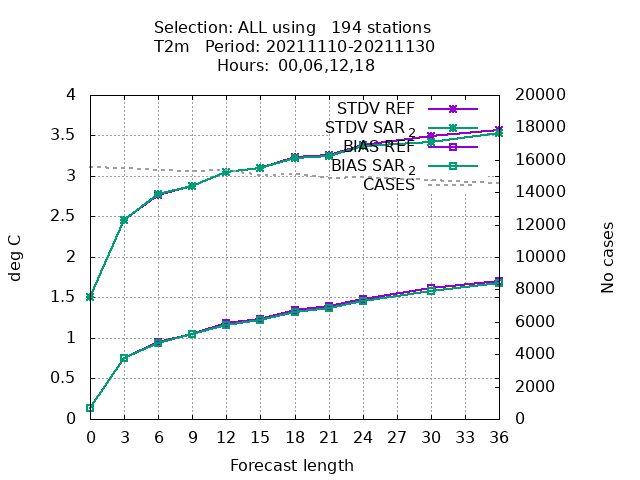 Selection: ALL using   194 stations
T2m   Period: 20211110-20211130
Hours:  00,06,12,18
4
3.5
3
2.5
2
1.5
1
0.5
0
20000
18000
16000
14000
12000
10000
8000
6000
4000
2000
0
STDV REF
STDV SAR 2
BIAS REF
BIAS SAR 2
CASES
deg C
No cases
0 3 6 9 12 15 18 21 24 27 30 33 36
Forecast length